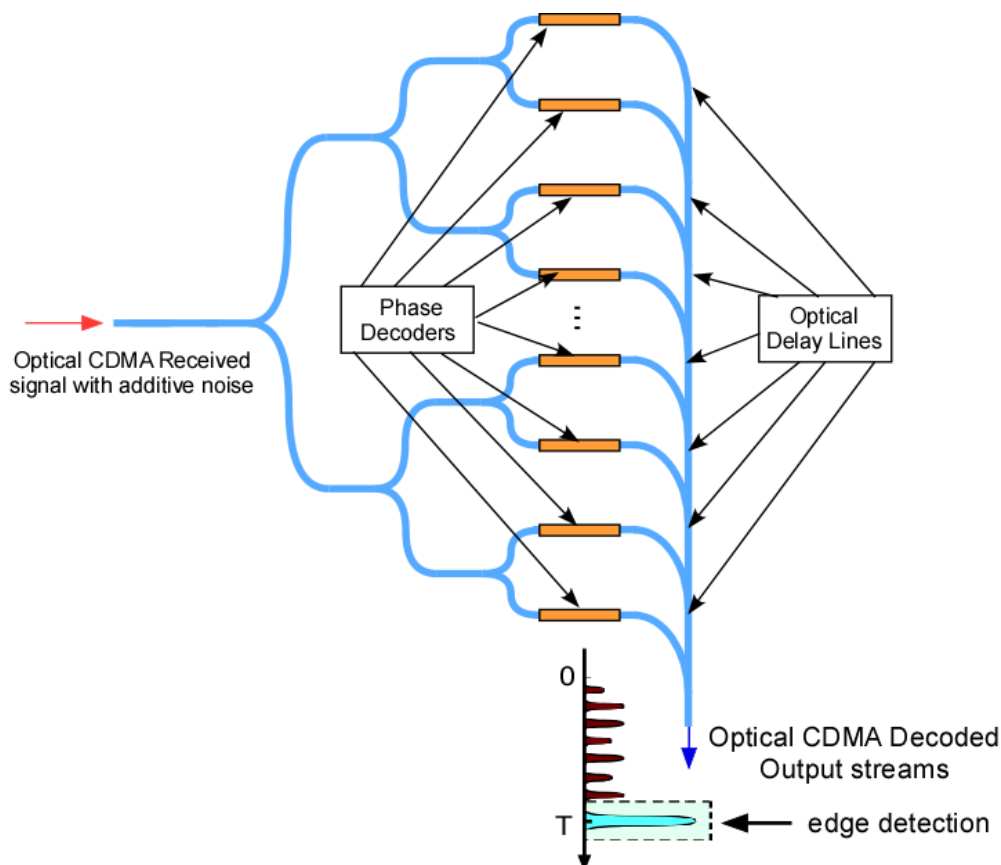 Phase
Decoders
Optical
Delay Lines
Optical CDMA Received
signal with additive noise
...
0
Optical CDMA Decoded
Output streams
T
edge detection